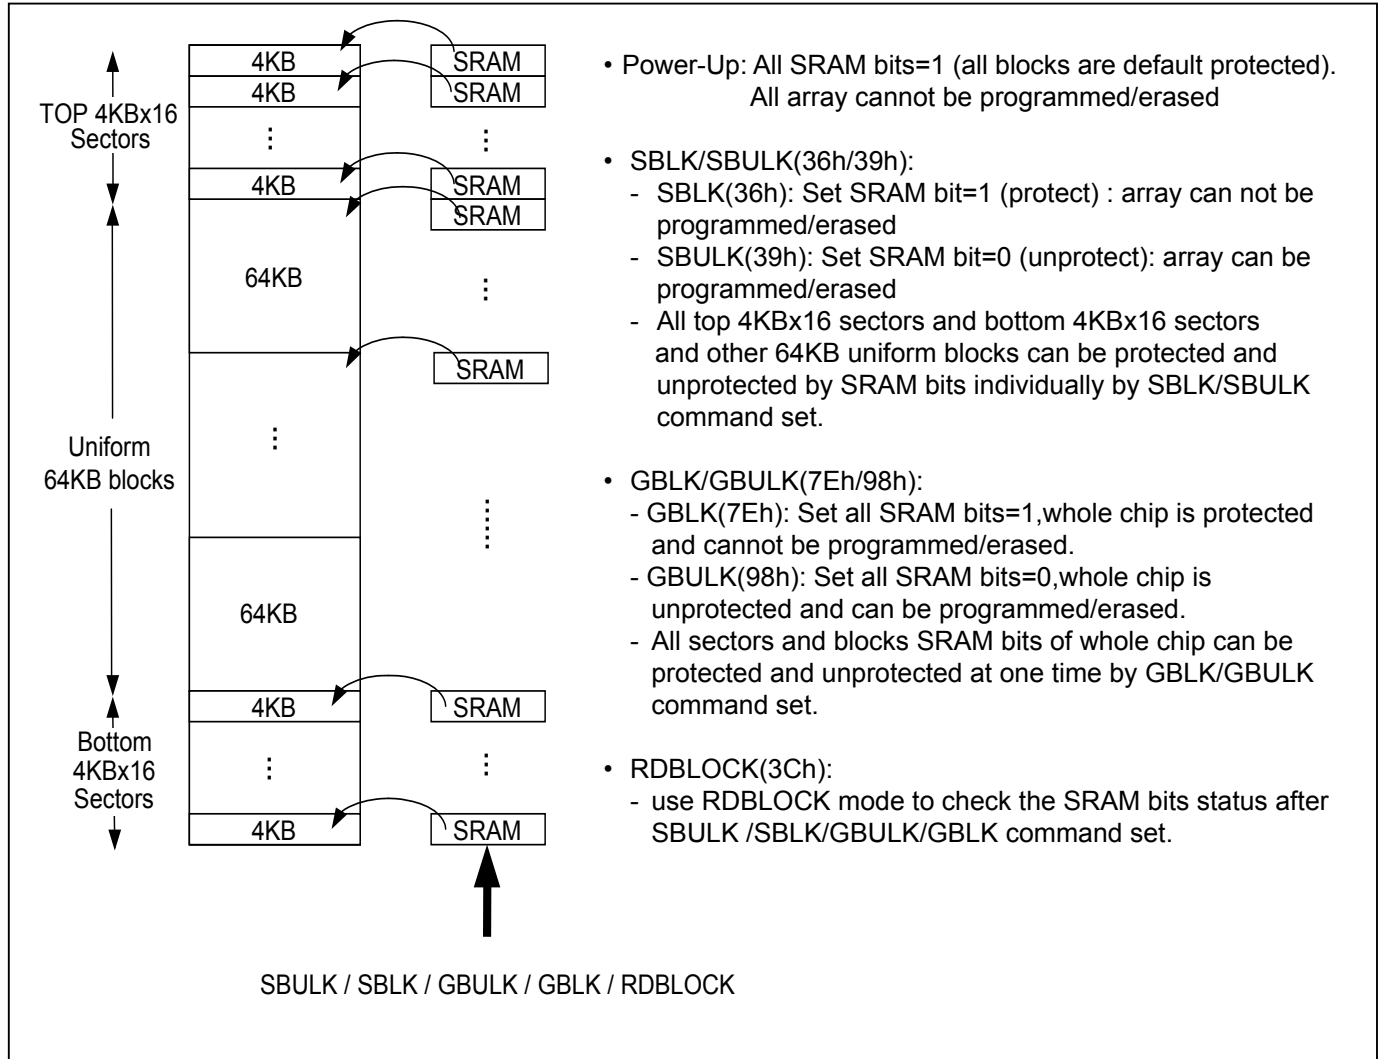 4KB
SRAM
4KB
SRAM
TOP 4KBx16
Sectors
⋮
⋮
4KB
SRAM
SRAM
64KB
⋮
SRAM
⋮
Uniform
64KB blocks
64KB
4KB
SRAM
Bottom
4KBx16
Sectors
⋮
⋮
4KB
SRAM
SBULK / SBLK / GBULK / GBLK / RDBLOCK
• Power-Up: All SRAM bits=1 (all blocks are default protected).
All array cannot be programmed/erased
• SBLK/SBULK(36h/39h):
- SBLK(36h): Set SRAM bit=1 (protect) : array can not be
programmed/erased
- SBULK(39h): Set SRAM bit=0 (unprotect): array can be
programmed/erased
- All top 4KBx16 sectors and bottom 4KBx16 sectors
and other 64KB uniform blocks can be protected and
unprotected by SRAM bits individually by SBLK/SBULK
command set.
• GBLK/GBULK(7Eh/98h):
- GBLK(7Eh): Set all SRAM bits=1,whole chip is protected
and cannot be programmed/erased.
- GBULK(98h): Set all SRAM bits=0,whole chip is
unprotected and can be programmed/erased.
- All sectors and blocks SRAM bits of whole chip can be
protected and unprotected at one time by GBLK/GBULK
command set.
• RDBLOCK(3Ch):
- use RDBLOCK mode to check the SRAM bits status after
SBULK /SBLK/GBULK/GBLK command set.